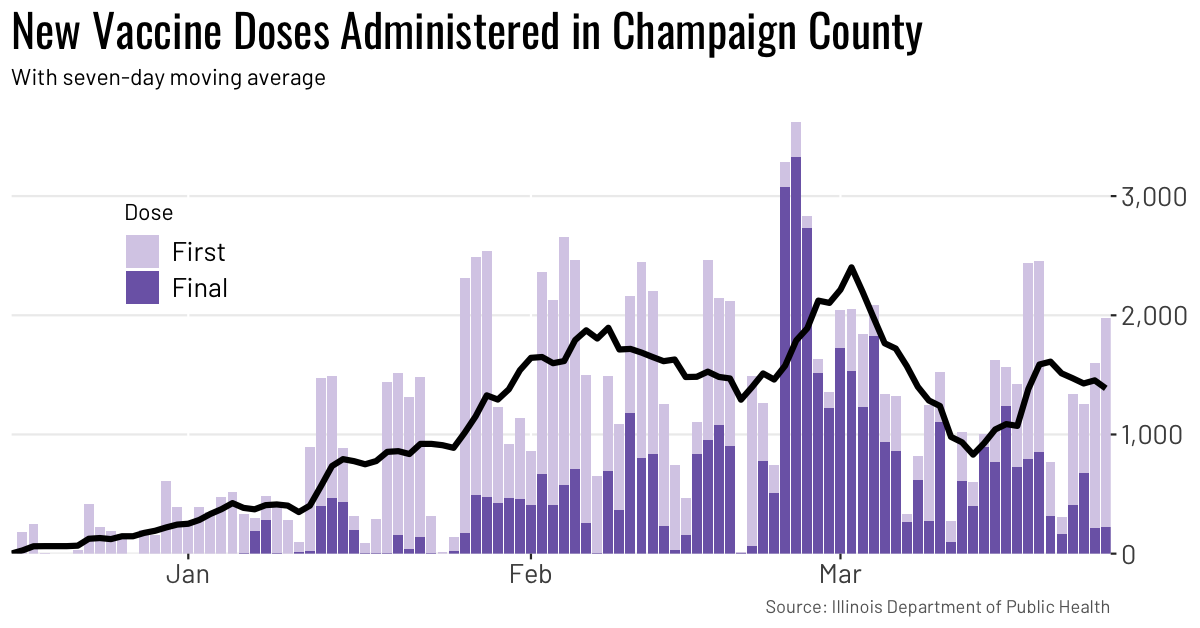 New Vaccine Doses Administered in Champaign County
With seven-day moving average
Dose
First
Final
3,000
2,000
1,000
0
Jan Feb Mar
Source: Illinois Department of Public Health